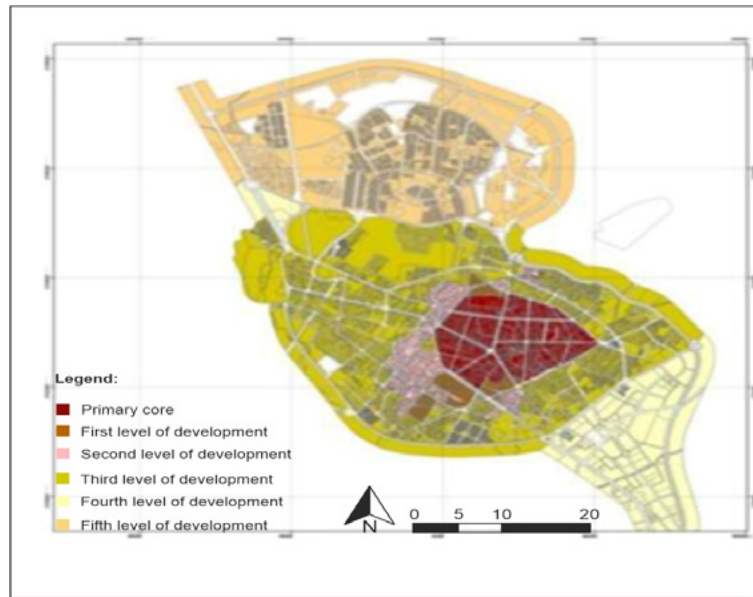 Legend:
Primary core
First level of development
Second level of development
Third level of development
Fourth level of development
Fifth level of development
N
0 5 10 20